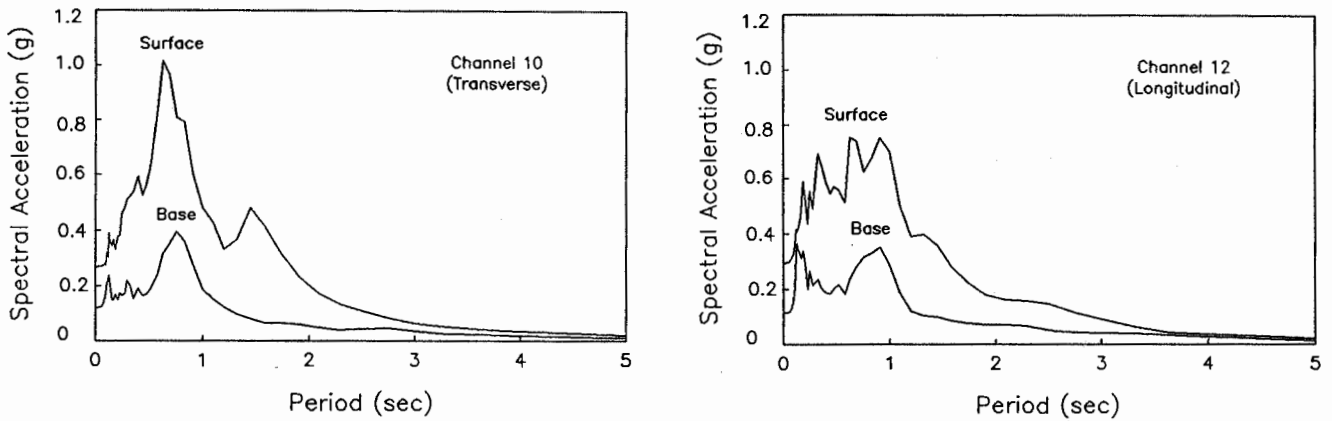 Spectral Acceleration (g)
1.2
1.0
0.8
0.6
0.4
0.2
0
Surface
Base
Channel 10
(Transverse)
0 1 2 3 4 5
Period (sec)
Spectral Acceleration (g)
1.2
1.0
0.8
0.6
0.4
0.2
0
Surface
Base
Channel 12
(Longitudinal)
0 1 2 3 4 5
Period (sec)